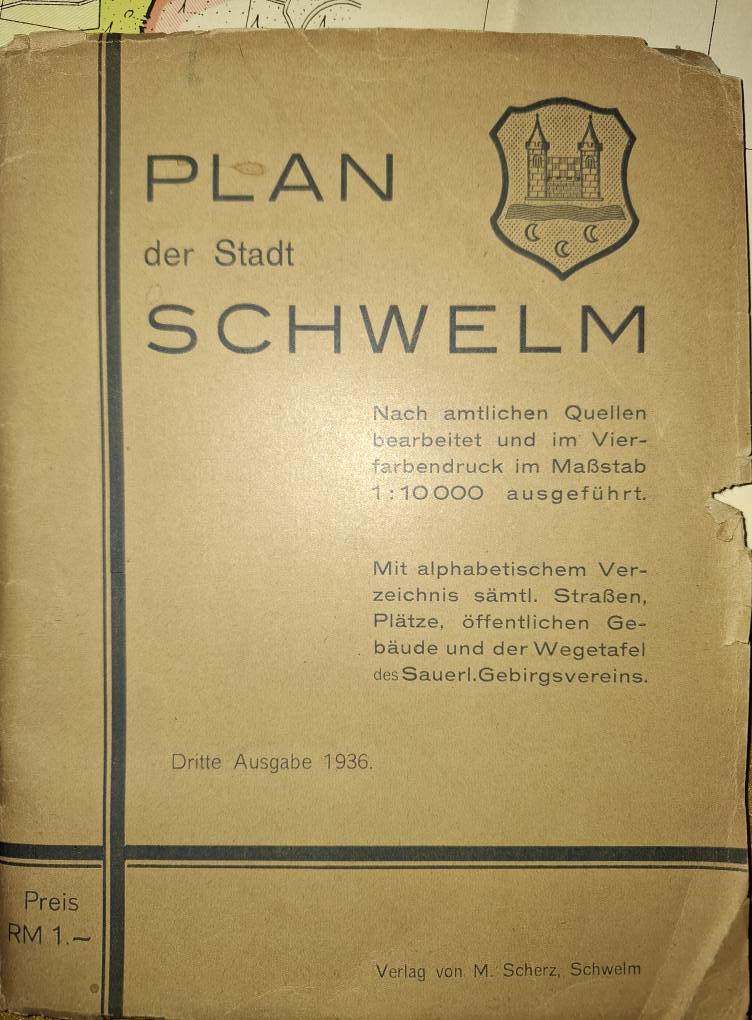 PLAN
der Stadt
SCHWELM
Nach amtlichen Quellen
bearbeitet und im Vier-
farbendruck im Maßstab
1:10000 ausgeführt.
Mit alphabetischem Ver-
zeichnis sämtl. Straßen,
Plätze, öffentlichen Ge-
bäude und der Wegetafel
des Sauerl. Gebirgsvereins.
Dritte Ausgabe 1936.
Preis
RM 1.—
Verlag von M. Scherz, Schwelm